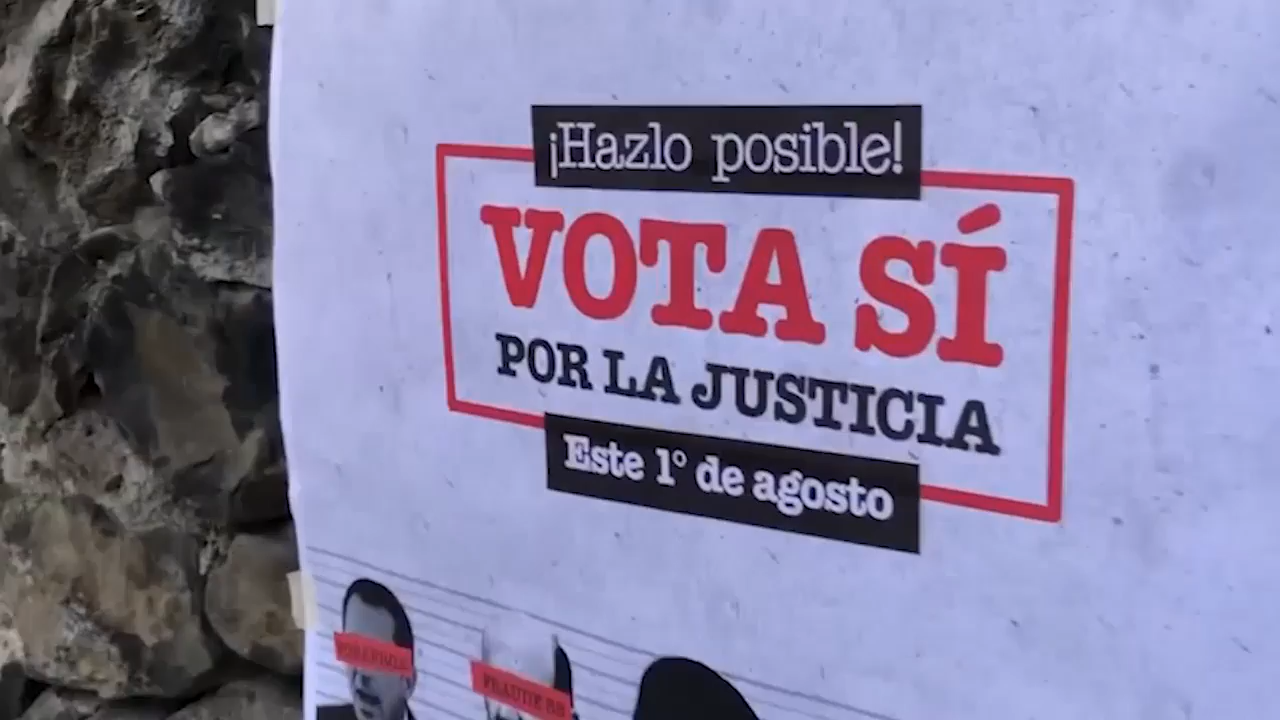 ¡Hazlo posible!
VOTA SÍ
POR LA JUSTICIA
Este 1° de agosto